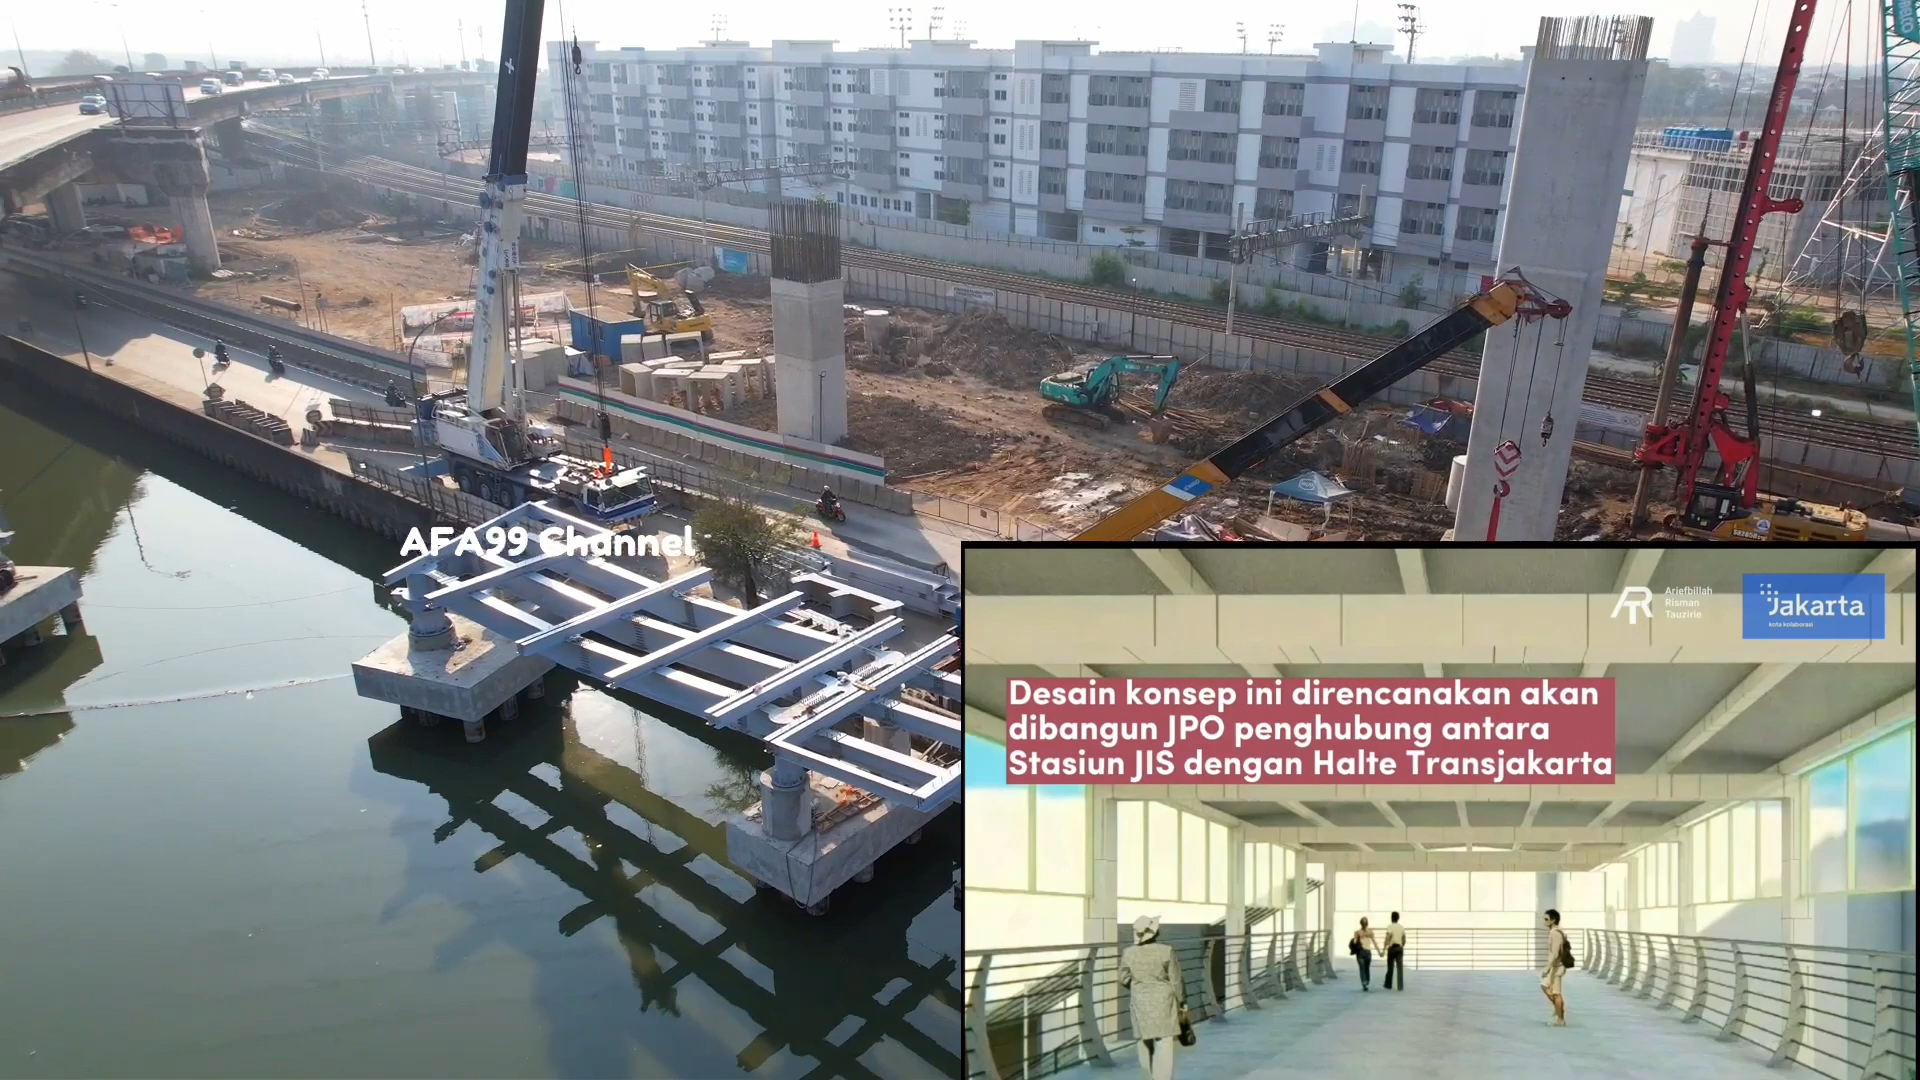 AFA99 Channel
Ariefbillah
Risman
Tauzirie
Jakarta
kota kolaborasi
Desain konsep ini direncanakan akan
dibangun JPO penghubung antara
Stasiun JIS dengan Halte Transjakarta
SANY